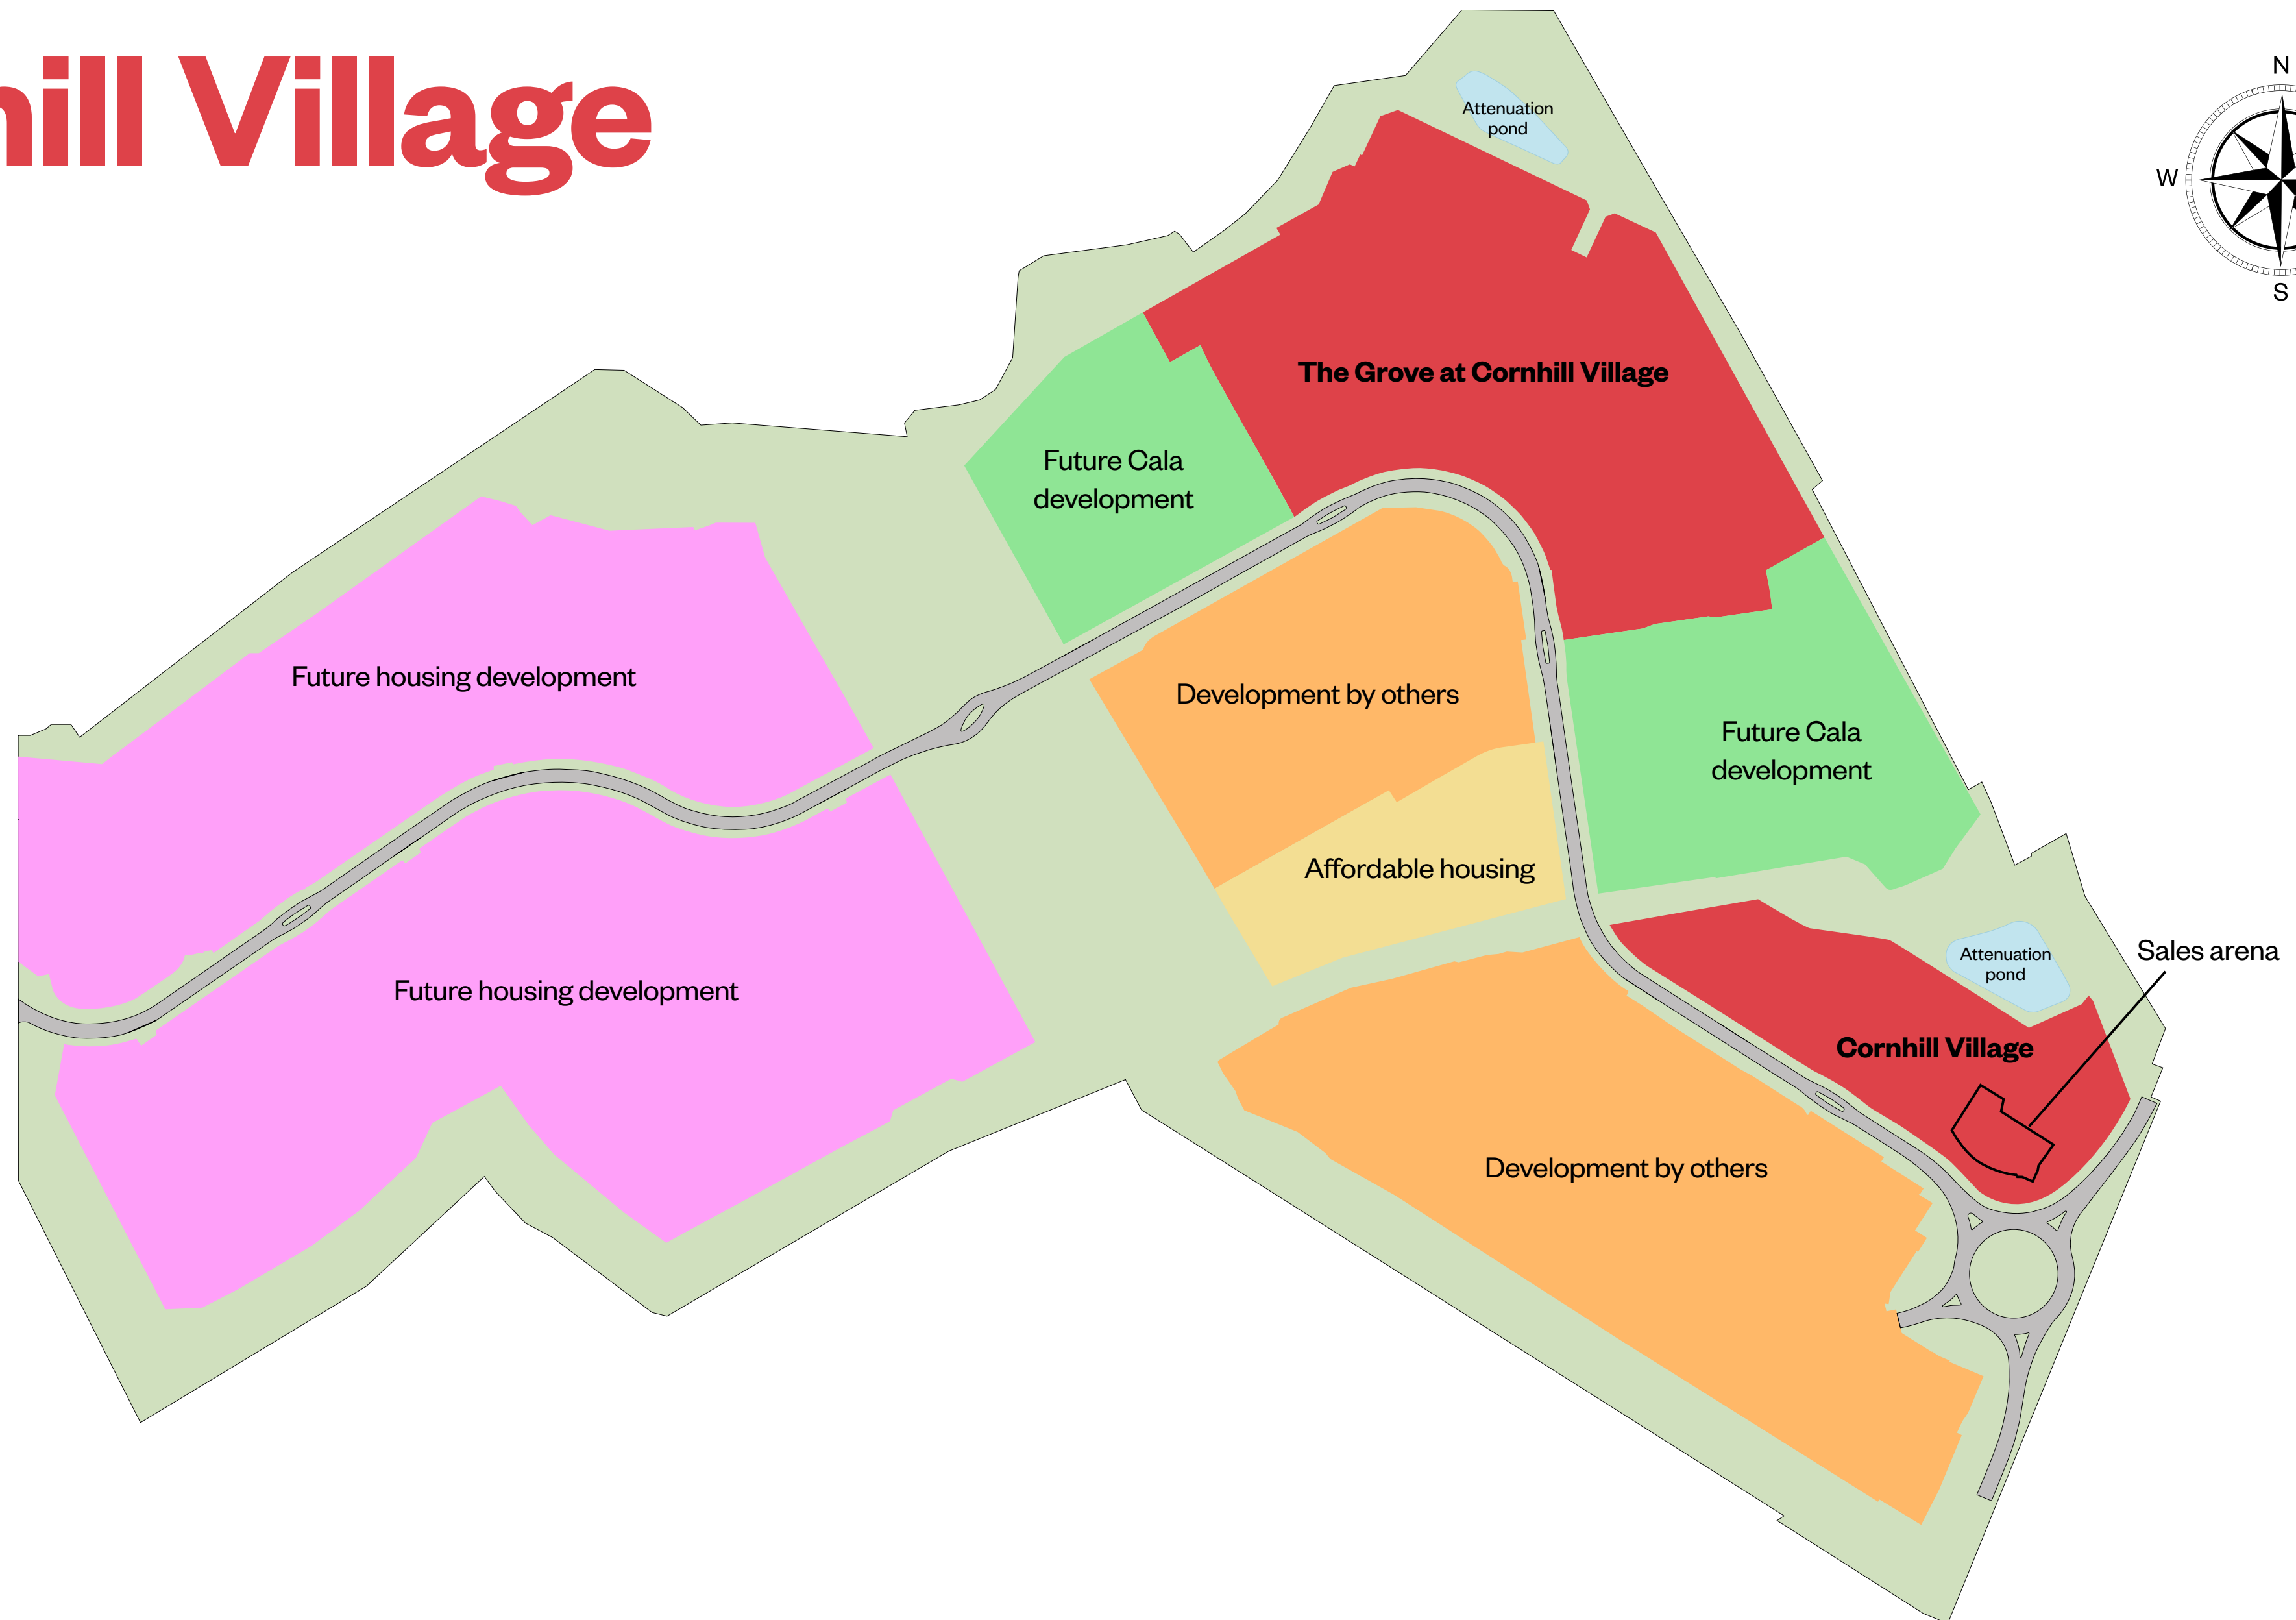 hill Village
N
W
S
Attenuation
pond
The Grove at Cornhill Village
Future Cala
development
Future housing development
Development by others
Future Cala
development
Affordable housing
Future housing development
Attenuation
pond
Sales arena
Cornhill Village
Development by others